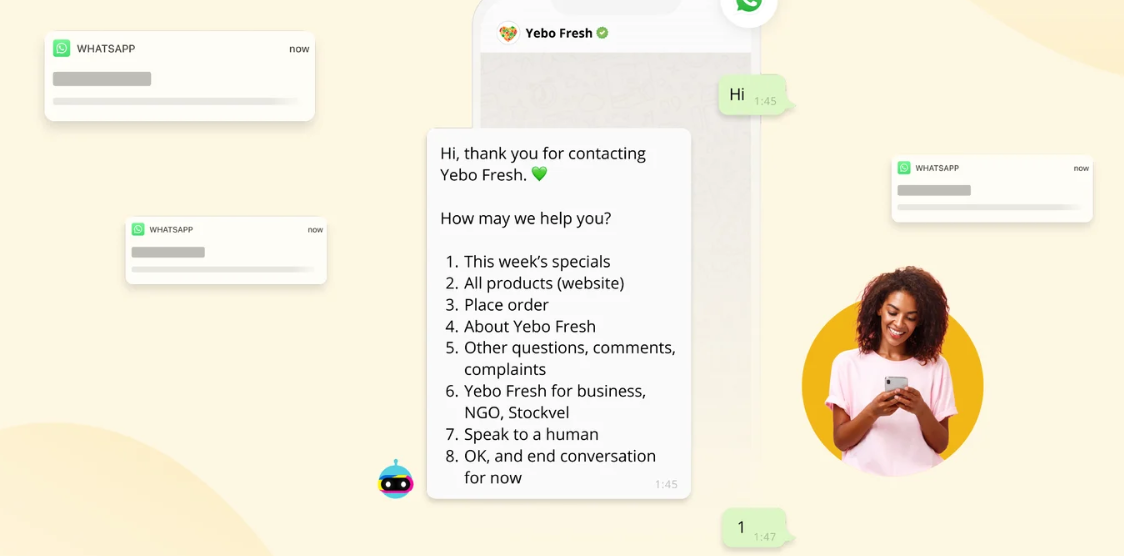 WHATSAPP now
Yebo Fresh
Hi 1:45
Hi, thank you for contacting
Yebo Fresh. 💚
How may we help you?
1. This week’s specials
2. All products (website)
3. Place order
4. About Yebo Fresh
5. Other questions, comments,
complaints
6. Yebo Fresh for business,
NGO, Stockvel
7. Speak to a human
8. OK, and end conversation
for now
1:45
1 1:47
WHATSAPP now
WHATSAPP now